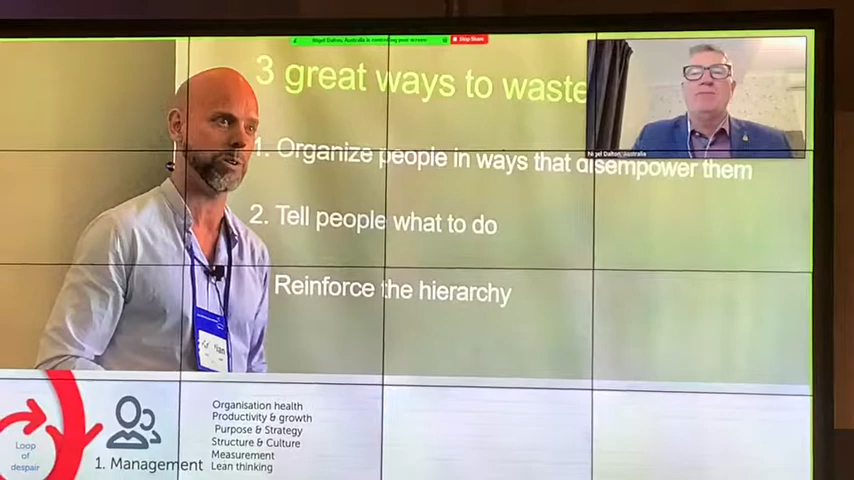 Nigel Dalton, Australia is currently sharing your screen
Stop Share
3 great ways to waste
Nigel Dalton, Australia
1. Organize people in ways that disempower them
2. Tell people what to do
Reinforce the hierarchy
Loop
of
despair
1. Management
Organisation health
Productivity & growth
Purpose & Strategy
Structure & Culture
Measurement
Lean thinking